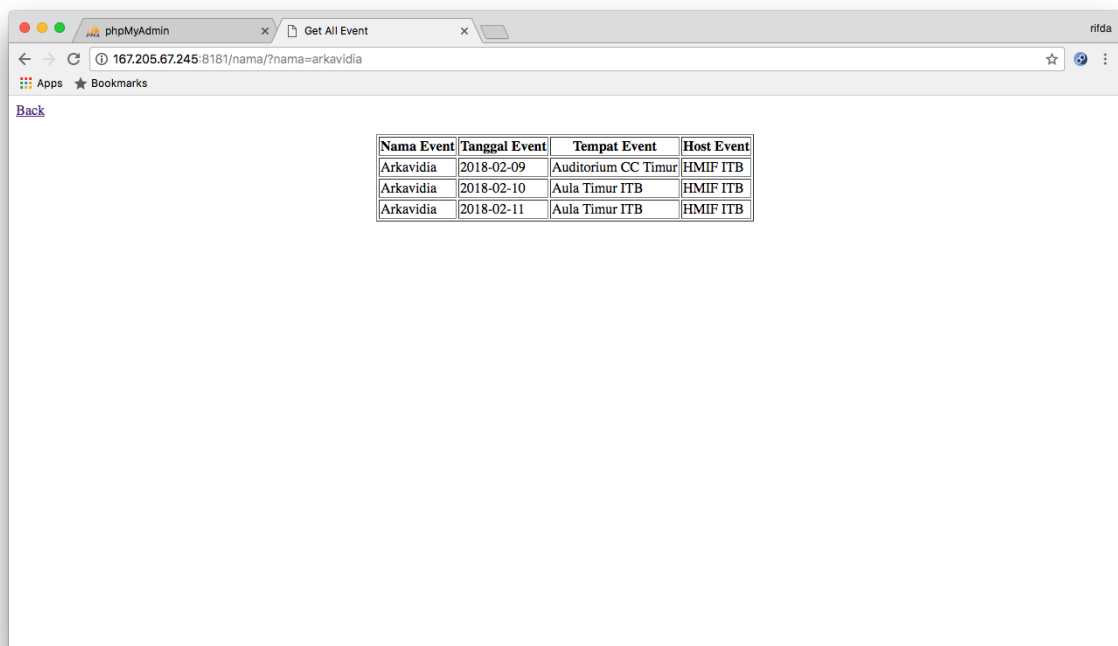 phpMyAdmin Get All Event rifda
167.205.67.245:8181/nama/?nama=arkavidia
Apps Bookmarks
Back
Nama Event Tanggal Event Tempat Event Host Event
Arkavidia 2018-02-09 Auditorium CC Timur HMIF ITB
Arkavidia 2018-02-10 Aula Timur ITB HMIF ITB
Arkavidia 2018-02-11 Aula Timur ITB HMIF ITB